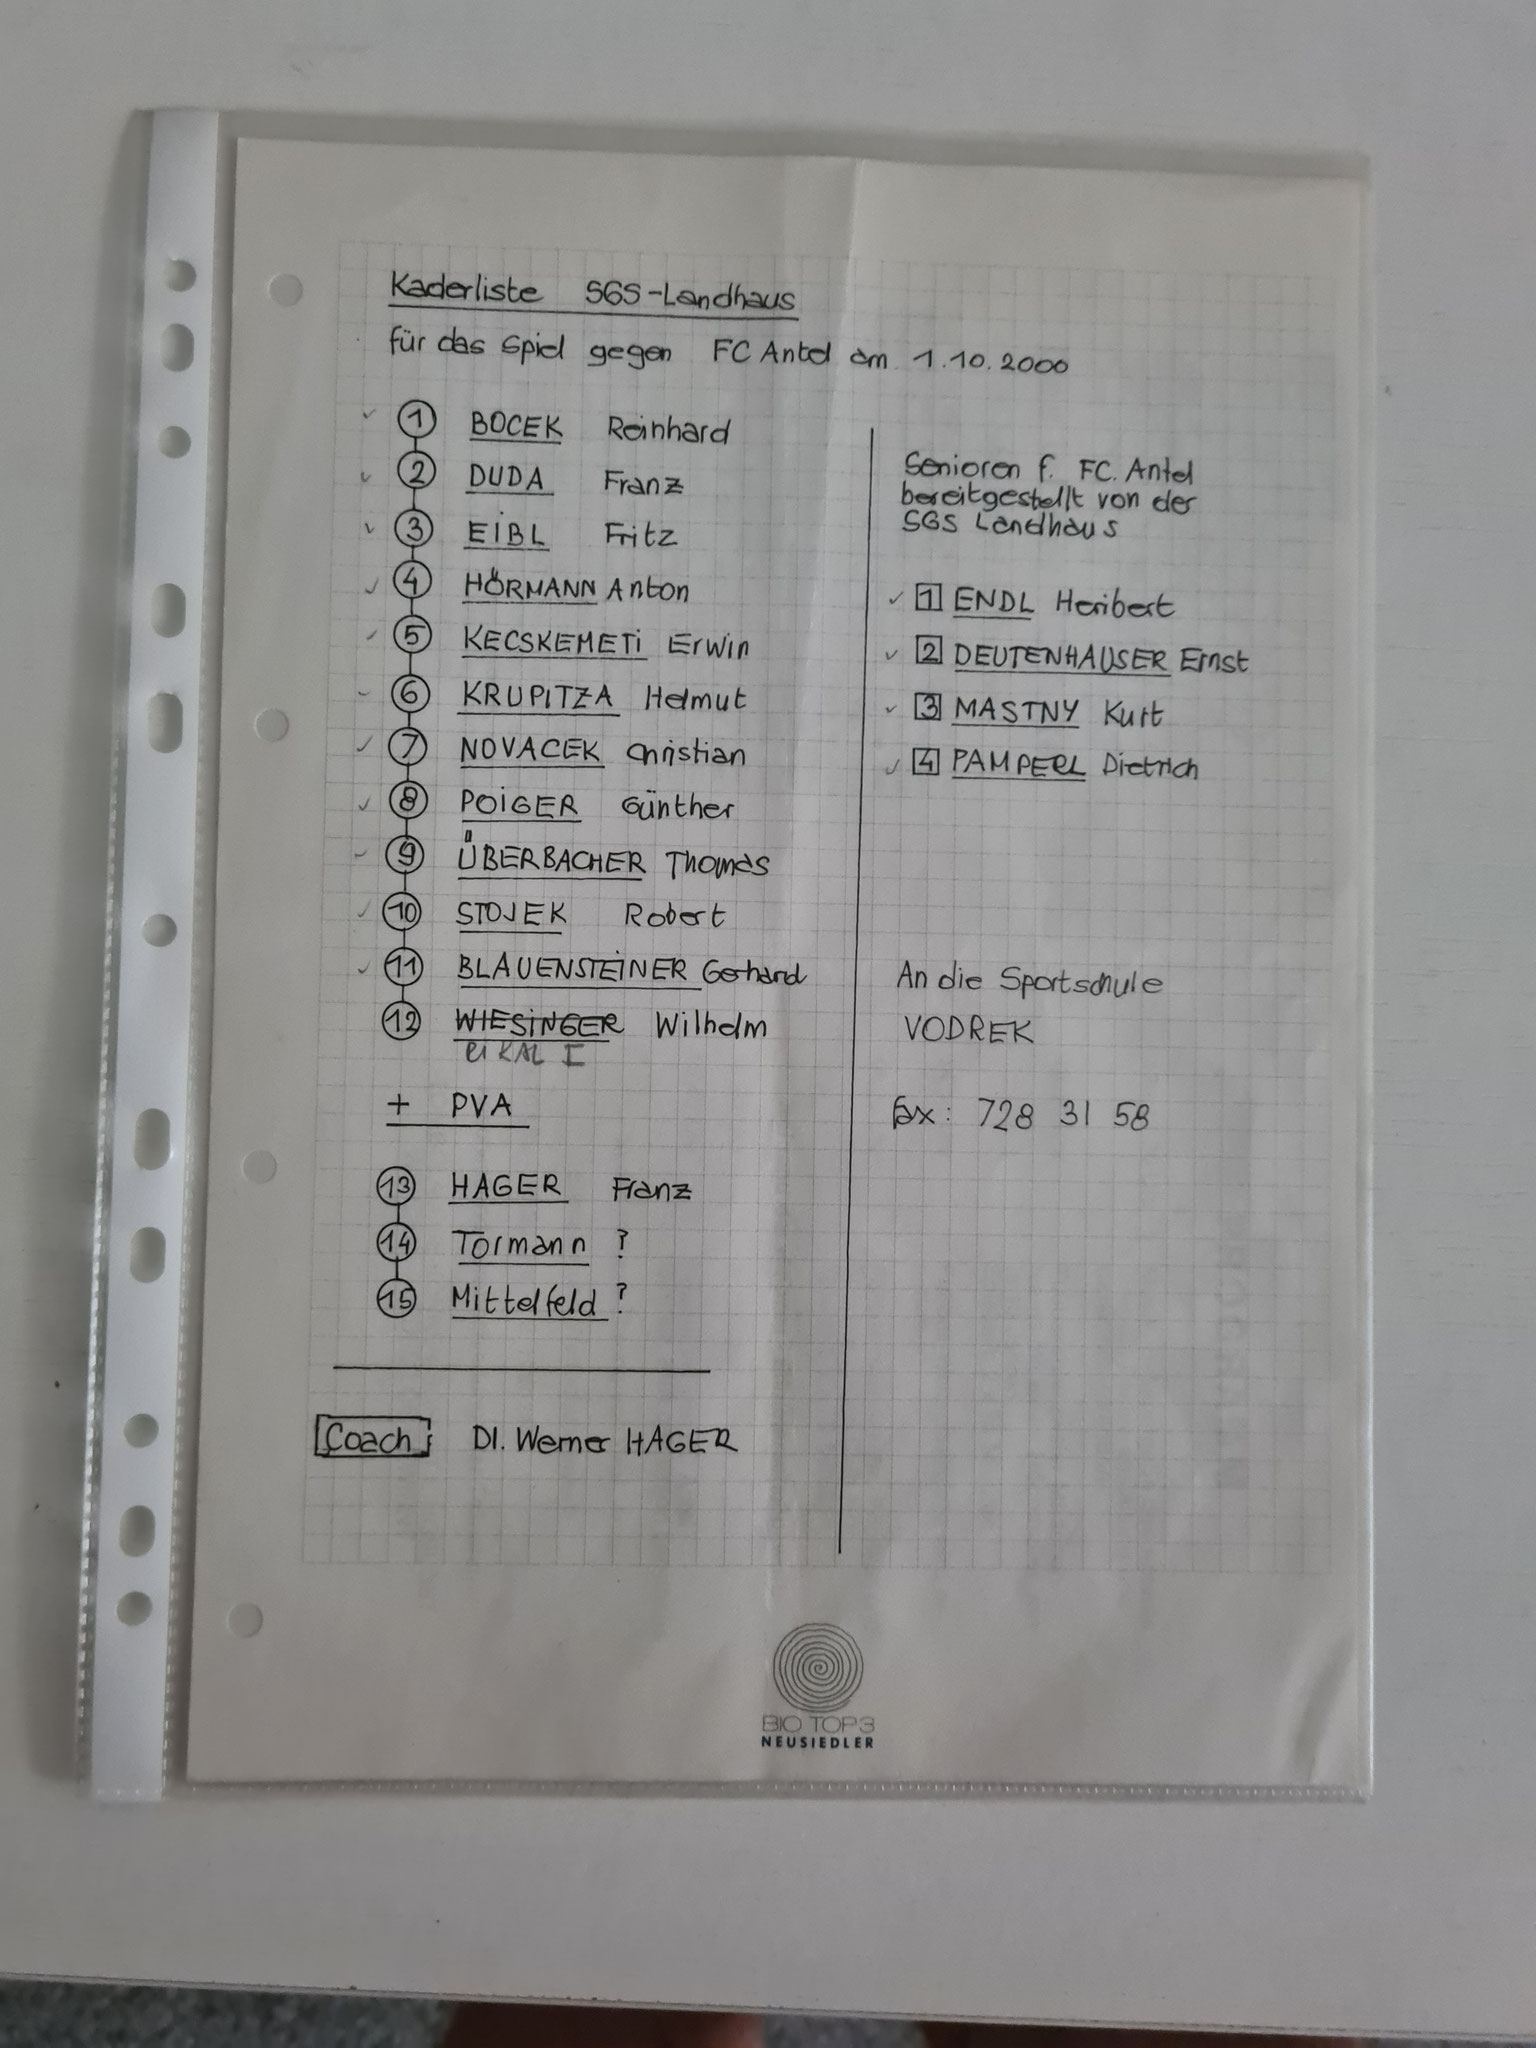 Kaderliste SGS-Landhaus
für das Spiel gegen FC Antel am 1.10.2000
1 BOCEK Reinhard
2 DUDA Franz
3 EIBL Fritz
4 HÖRMANN Anton
5 KECSKEMETI Erwin
6 KRUPITZA Helmut
7 NOVACEK Christian
8 POIGER Günther
9 ÜBERBACHER Thomas
10 STOJEK Robert
11 BLAUENSTEINER Gerhard
12 WIESINGER Wilhelm
+ PVA
13 HAGER Franz
14 Tormann ?
15 Mittelfeld ?
Coach DI. Werner HAGER
Senioren f. FC. Antel
bereitgestellt von der
SGS Landhaus
1 ENDL Heribert
2 DEUTENHAUSER Ernst
3 MASTNY Kurt
4 PAMPERL Dietrich
An die Sportschule
VODREK
Fax: 728 31 58
BIO TOP 3
NEUSIEDLER